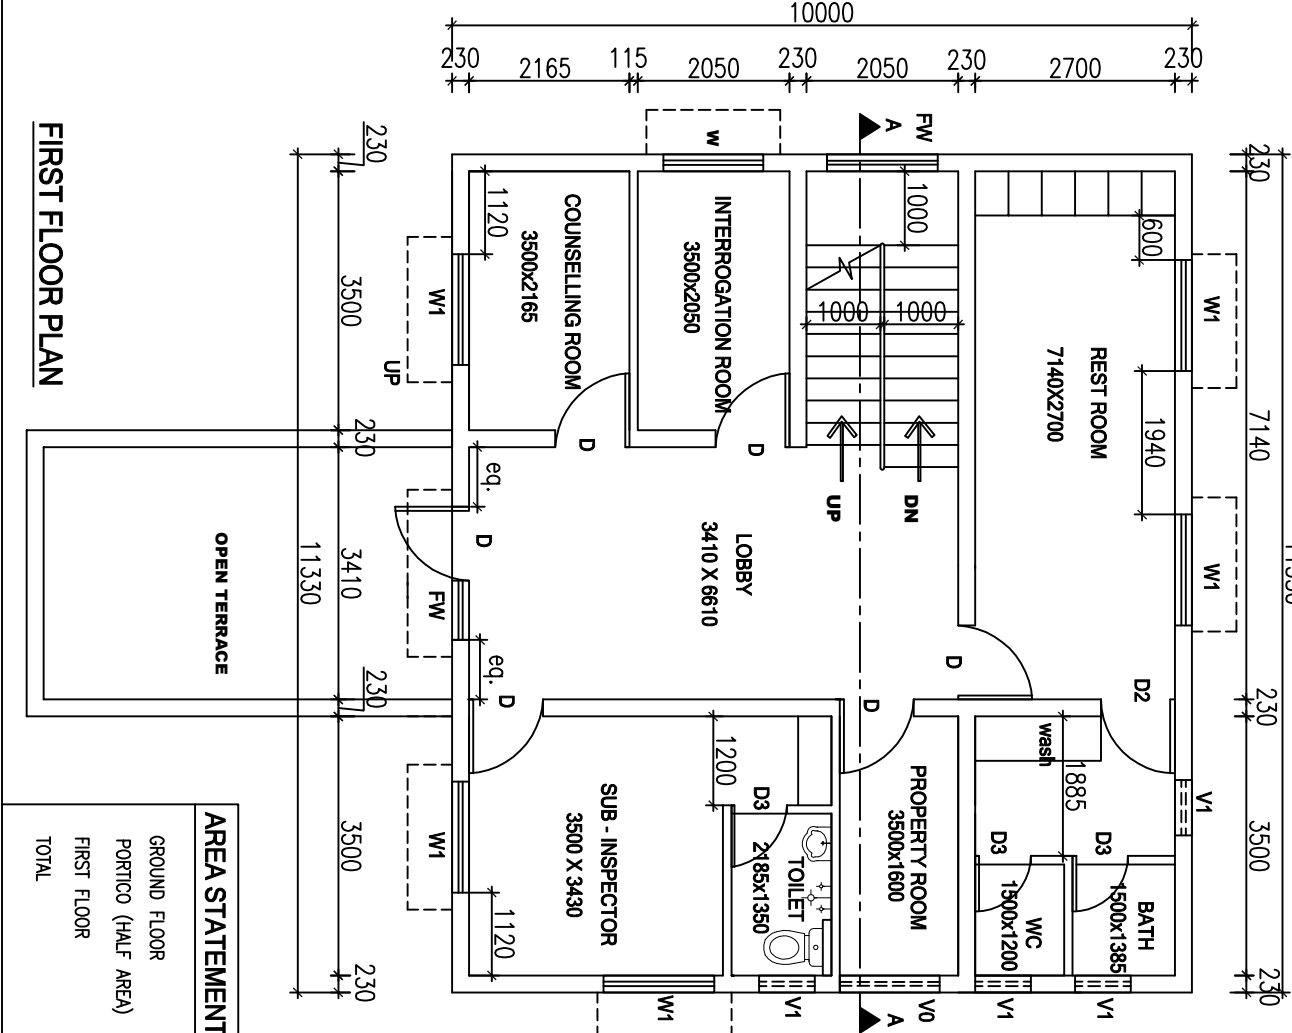 10000
230
2165
115
2050
230
2050
230
2700
230
FIRST FLOOR PLAN
230
3500
230
3410
230
3500
230
11330
1120
COUNSELLING ROOM
3500x2165
W1
UP
W
INTERROGATION ROOM
3500x2050
A
FW
1000
1000
1000
UP
DN
600
REST ROOM
7140X2700
1940
W1
W1
230
7140
230
3500
230
D
D
eq.
D
FW
eq.
D
LOBBY
3410 X 6610
D
D
D2
OPEN TERRACE
W1
1120
SUB - INSPECTOR
3500 X 3430
W1
1200
D3
TOILET
2185x1350
V1
PROPERTY ROOM
3500x1600
V0
A
wash
1885
D3
D3
WC
1500x1200
V1
BATH
1500x1385
V1
V1
AREA STATEMENT
GROUND FLOOR
PORTICO (HALF AREA)
FIRST FLOOR
TOTAL